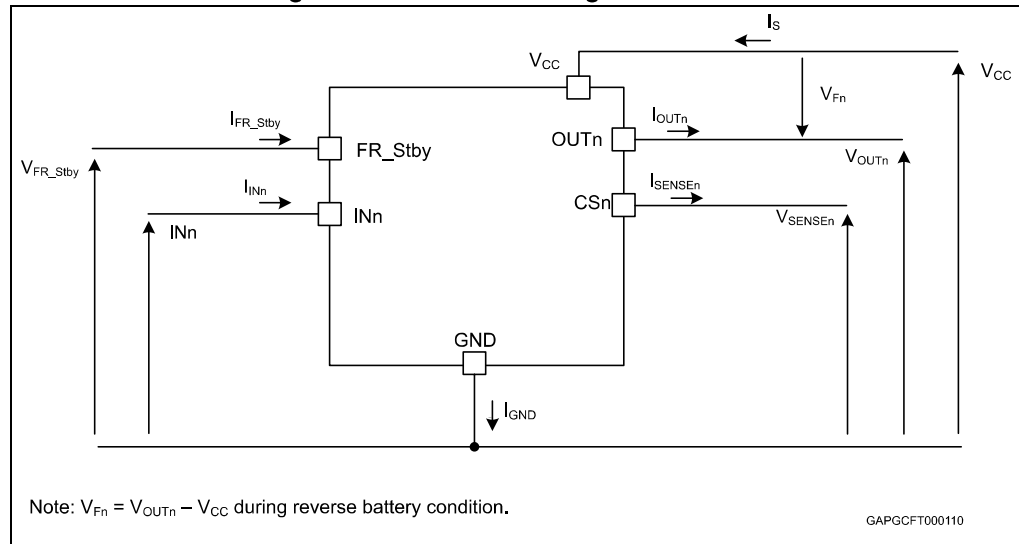 I_S
V_CC
V_CC
V_Fn
I_FR_Stby
I_OUTn
FR_Stby
OUTn
V_FR_Stby
V_OUTn
I_INn
I_SENSEn
INn
CSn
INn
V_SENSEn
GND
I_GND
Note: V_Fn = V_OUTn – V_CC during reverse battery condition.
GAPGCFT000110